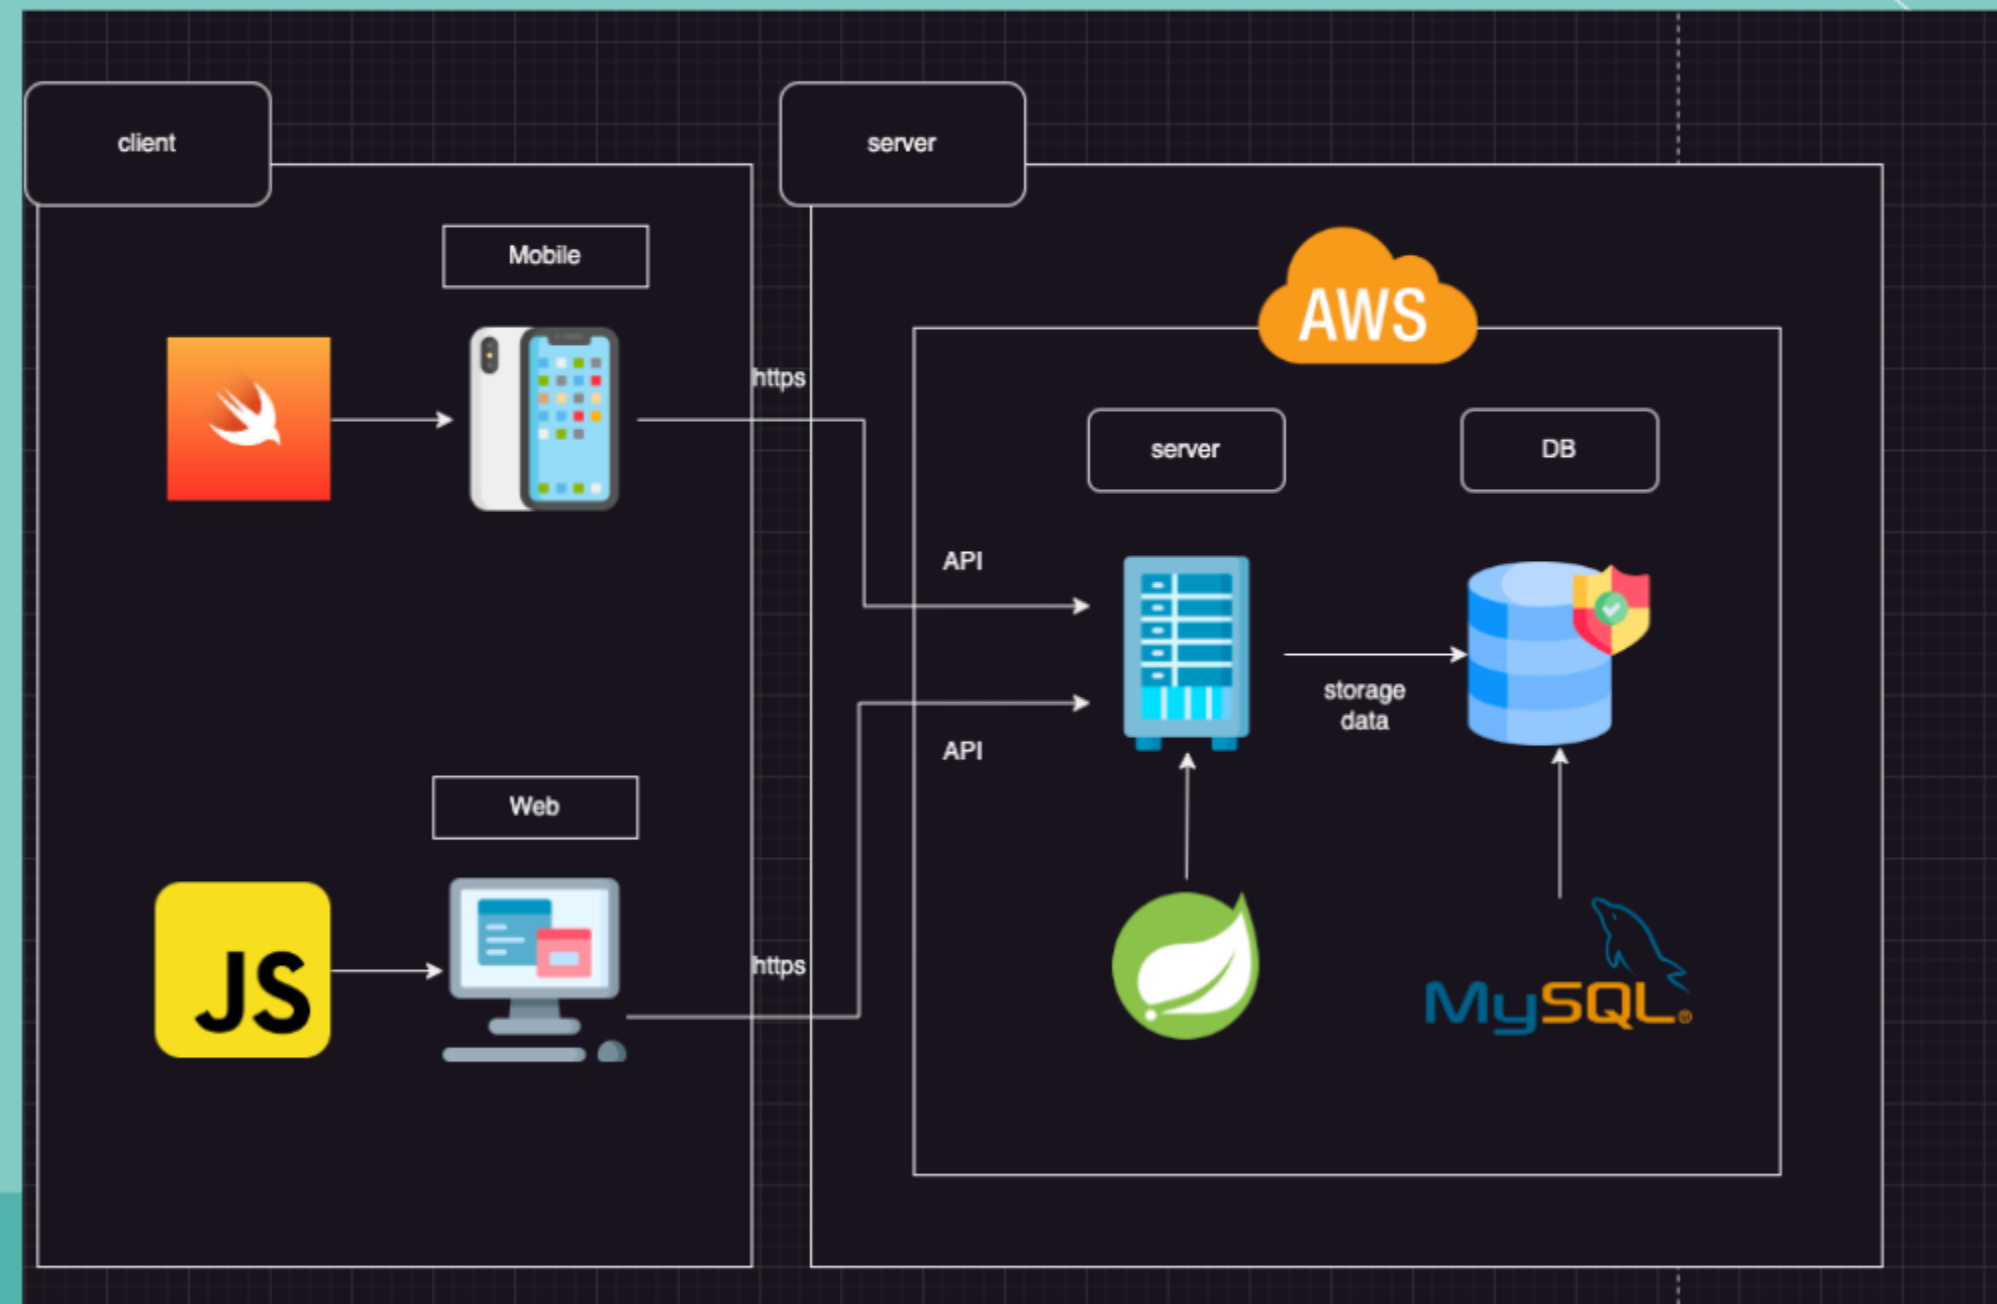 client
server
Mobile
AWS
https
server
DB
API
storage
data
API
Web
https
JS
MySQL®